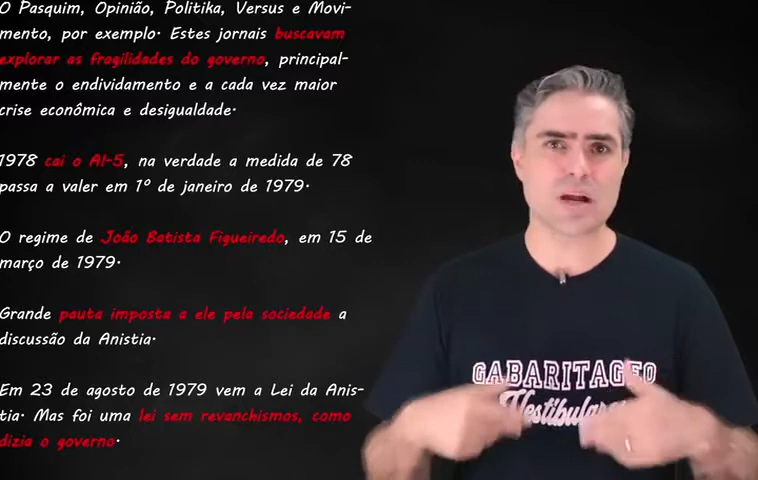 O Pasquim, Opinião, Politika, Versus e Movi-
mento, por exemplo. Estes jornais buscavam
explorar as fragilidades do governo, principal-
mente o endividamento e a cada vez maior
crise econômica e desigualdade.
1978 cai o AI-5, na verdade a medida de 78
passa a valer em 1º de janeiro de 1979.
O regime de João Batista Figueiredo, em 15 de
março de 1979.
Grande pauta imposta a ele pela sociedade a
discussão da Anistia.
Em 23 de agosto de 1979 vem a Lei da Anis-
tia. Mas foi uma lei sem revanchismos, como
dizia o governo.
GABARITAGEO